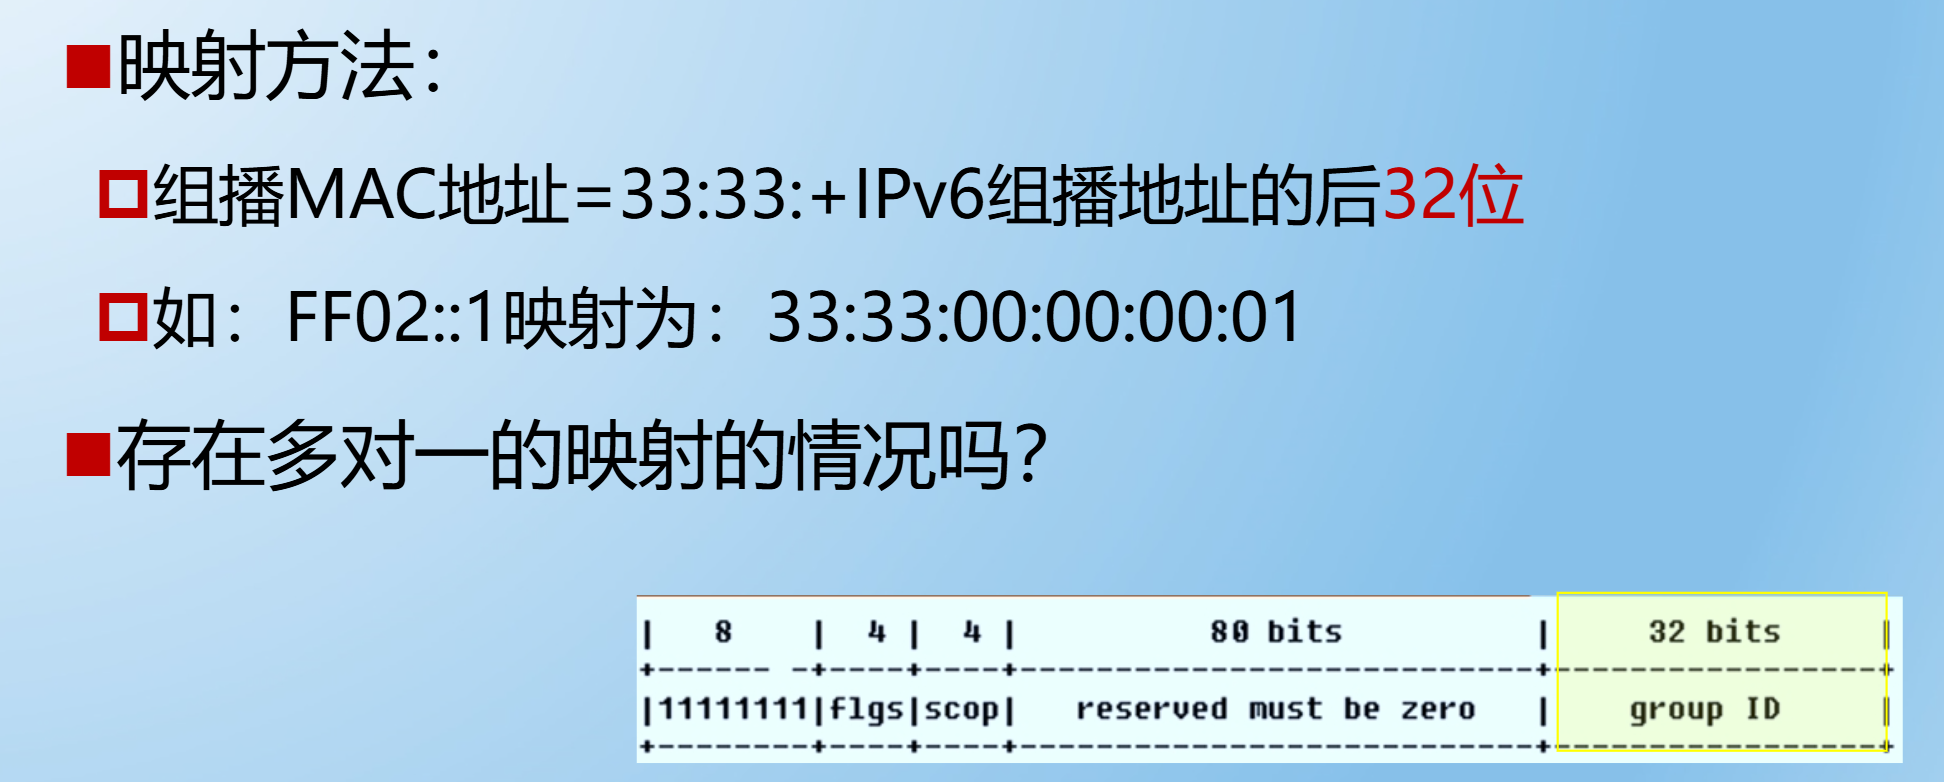 映射方法：
组播MAC地址=33:33:+IPv6组播地址的后32位
如：FF02::1映射为：33:33:00:00:00:01
存在多对一的映射的情况吗？
|   8    |  4 |  4 |          80 bits          |     32 bits     |
+------ -+----+----+---------------------------+-----------------+
|11111111|flgs|scop|   reserved must be zero   |    group ID     |
+--------+----+----+---------------------------+-----------------+